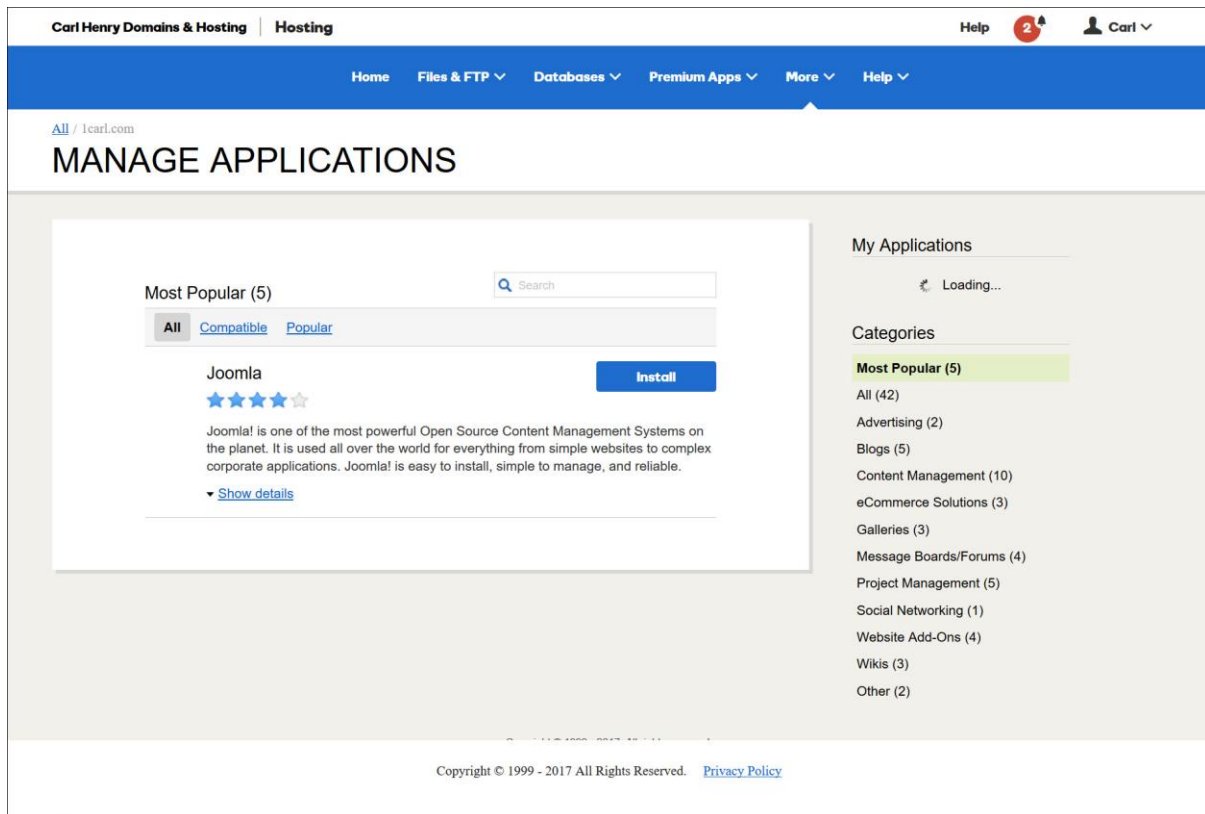 Carl Henry Domains & Hosting Hosting Help 2 Carl
Home Files & FTP Databases Premium Apps More Help
All / 1carl.com
MANAGE APPLICATIONS
Most Popular (5)
Search
All Compatible Popular
Joomla
Install
Joomla! is one of the most powerful Open Source Content Management Systems on
the planet. It is used all over the world for everything from simple websites to complex
corporate applications. Joomla! is easy to install, simple to manage, and reliable.
Show details
My Applications
Loading...
Categories
Most Popular (5)
All (42)
Advertising (2)
Blogs (5)
Content Management (10)
eCommerce Solutions (3)
Galleries (3)
Message Boards/Forums (4)
Project Management (5)
Social Networking (1)
Website Add-Ons (4)
Wikis (3)
Other (2)
Copyright © 1999 - 2017 All Rights Reserved. Privacy Policy